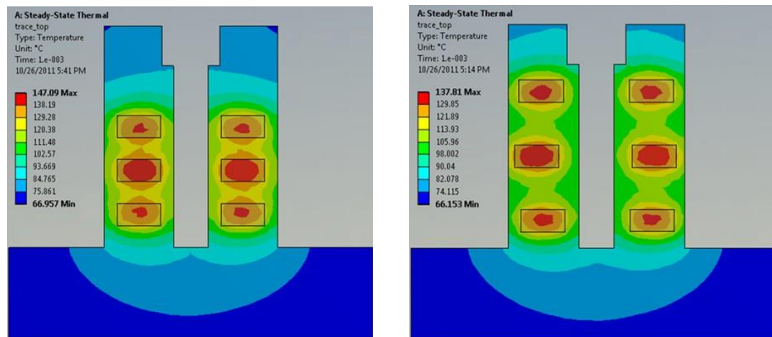 A: Steady-State Thermal
trace_top
Type: Temperature
Unit: °C
Time: 1.e-003
10/26/2011 5:41 PM
147.09 Max
138.19
129.28
120.38
111.48
102.57
93.669
84.765
75.861
66.957 Min
A: Steady-State Thermal
trace_top
Type: Temperature
Unit: °C
Time: 1.e-003
10/26/2011 5:14 PM
137.81 Max
129.85
121.89
113.93
105.96
98.002
90.04
82.078
74.115
66.153 Min